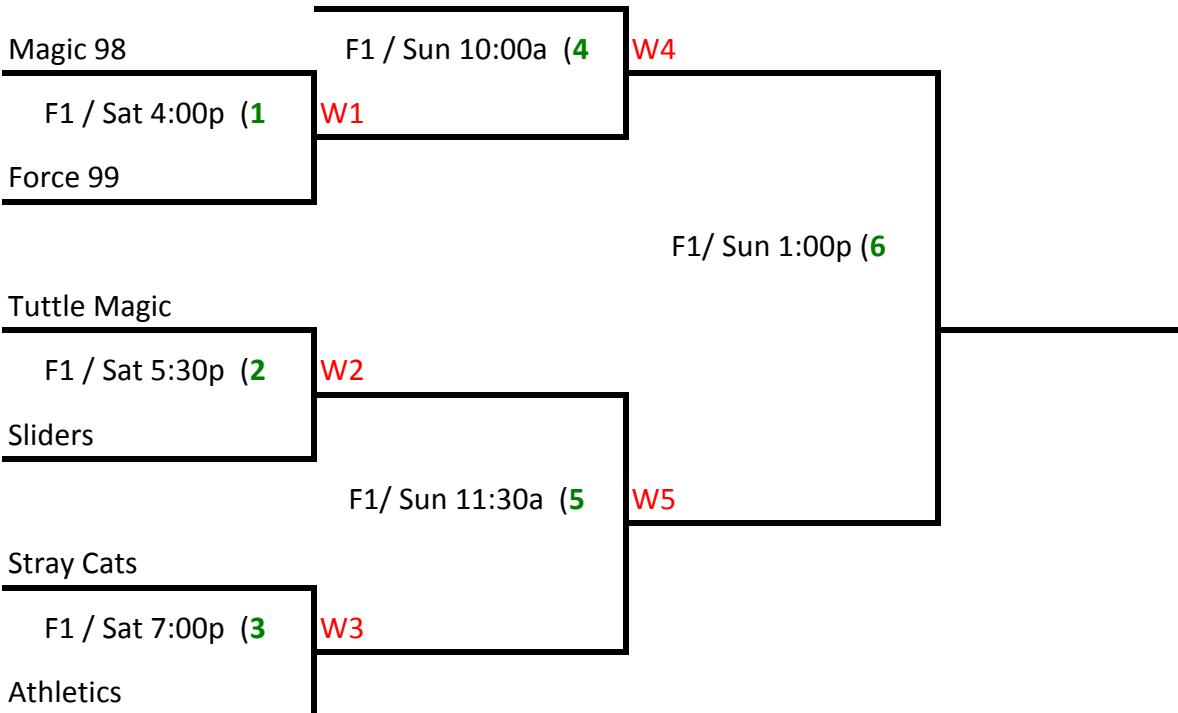 Magic 98
F1 / Sun 10:00a (4
W4
F1 / Sat 4:00p (1
W1
Force 99
F1/ Sun 1:00p (6
Tuttle Magic
F1 / Sat 5:30p (2
W2
Sliders
F1/ Sun 11:30a (5
W5
Stray Cats
F1 / Sat 7:00p (3
W3
Athletics